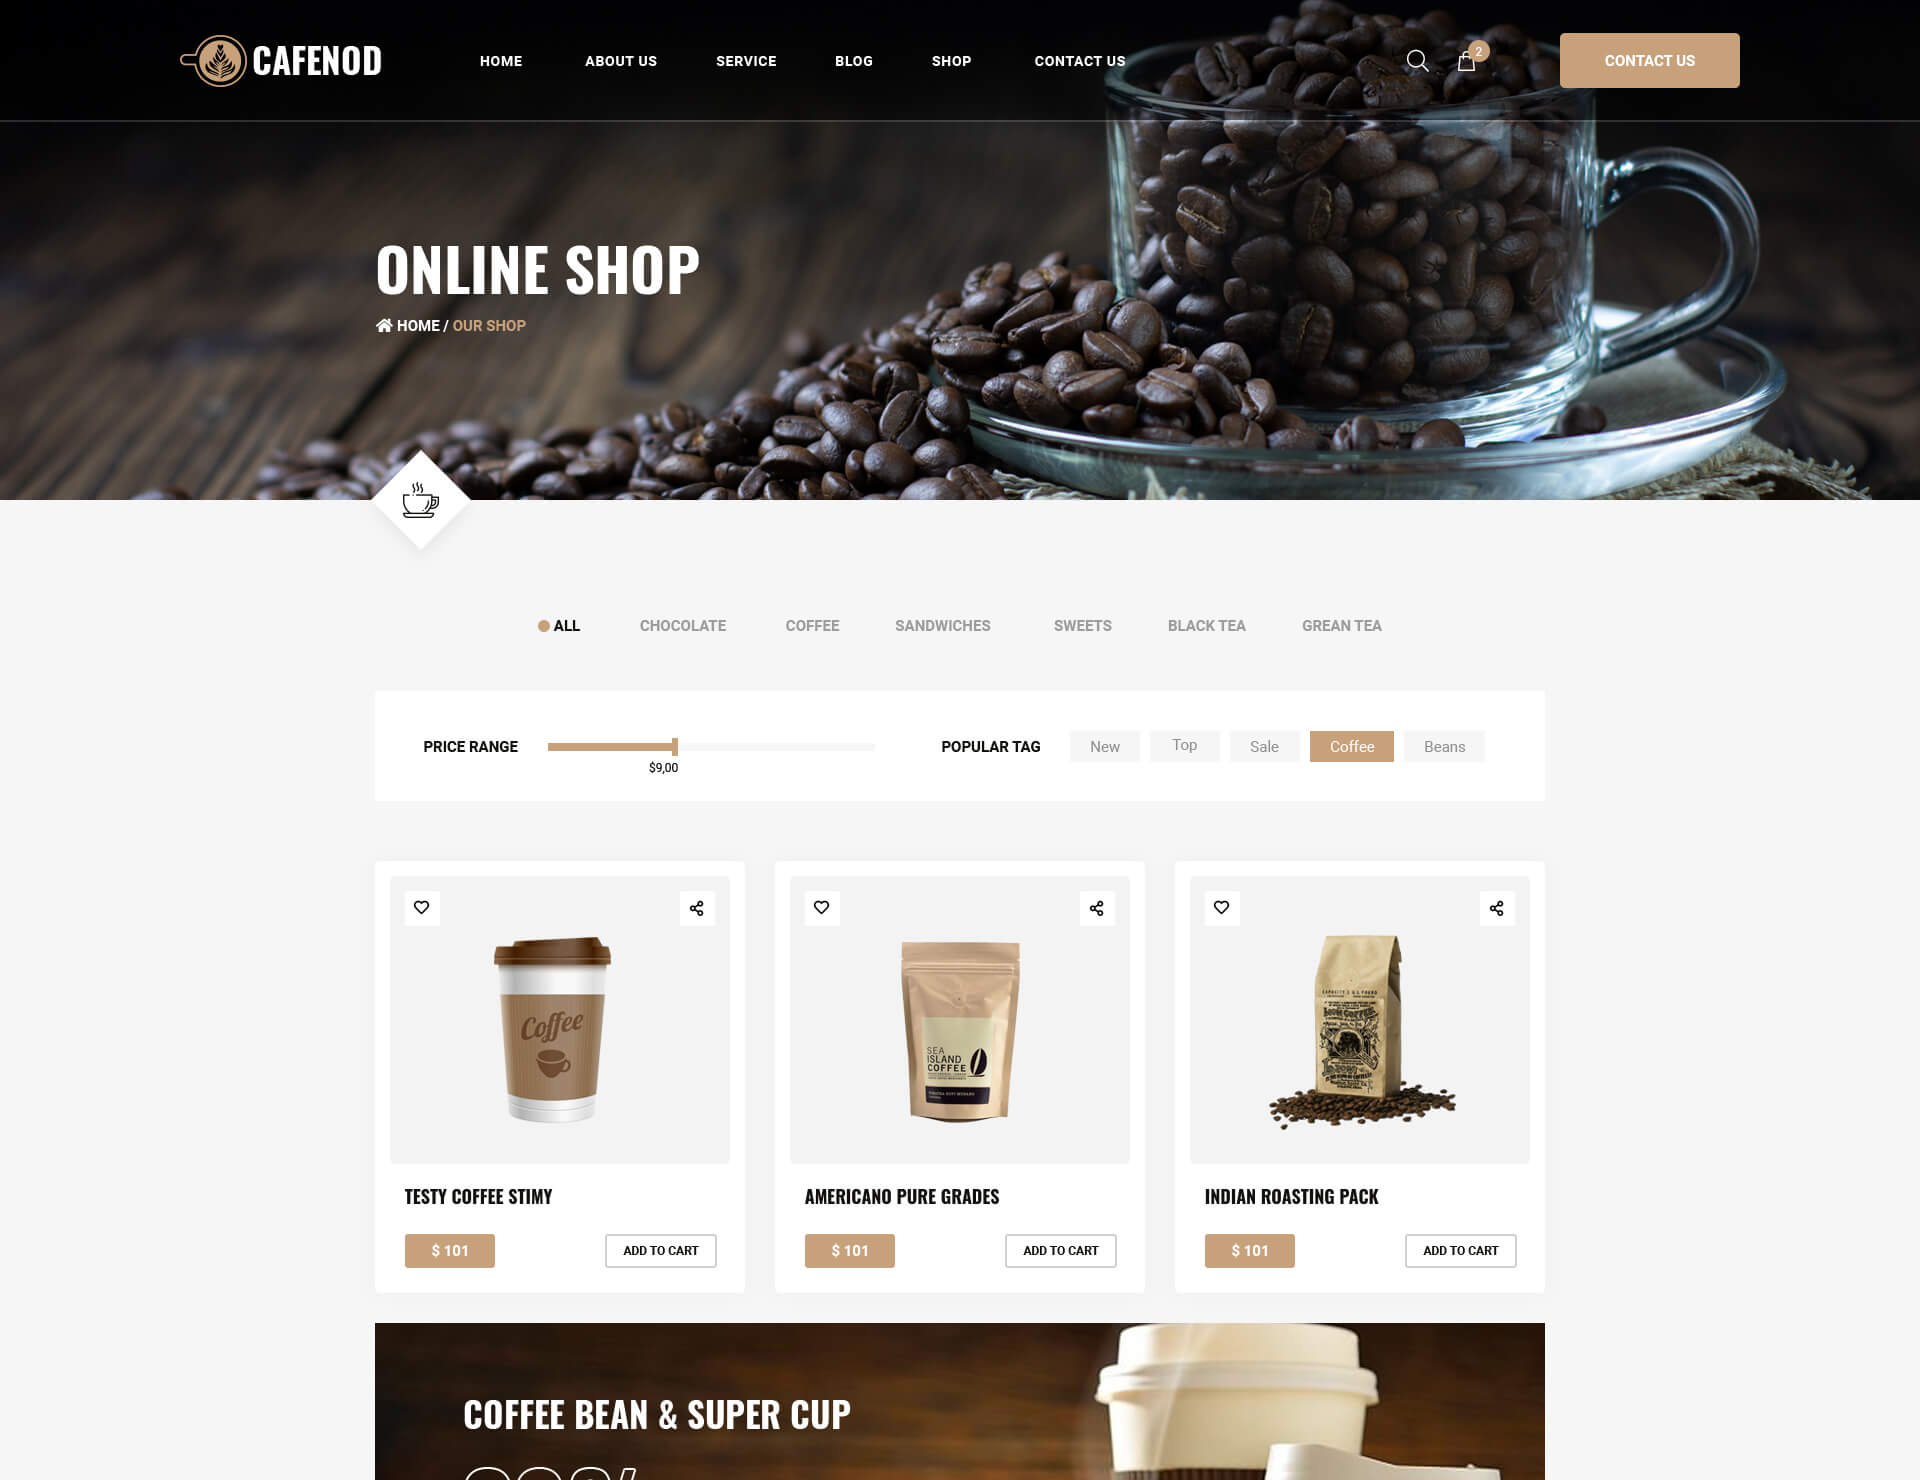 CAFENOD
HOME ABOUT US SERVICE BLOG SHOP CONTACT US
2
CONTACT US
ONLINE SHOP
HOME / OUR SHOP
ALL CHOCOLATE COFFEE SANDWICHES SWEETS BLACK TEA GREAN TEA
PRICE RANGE
$9,00
POPULAR TAG New Top Sale Coffee Beans
Coffee
SEA
ISLAND
COFFEE
TESTY COFFEE STIMY
$ 101 ADD TO CART
AMERICANO PURE GRADES
$ 101 ADD TO CART
INDIAN ROASTING PACK
$ 101 ADD TO CART
COFFEE BEAN & SUPER CUP